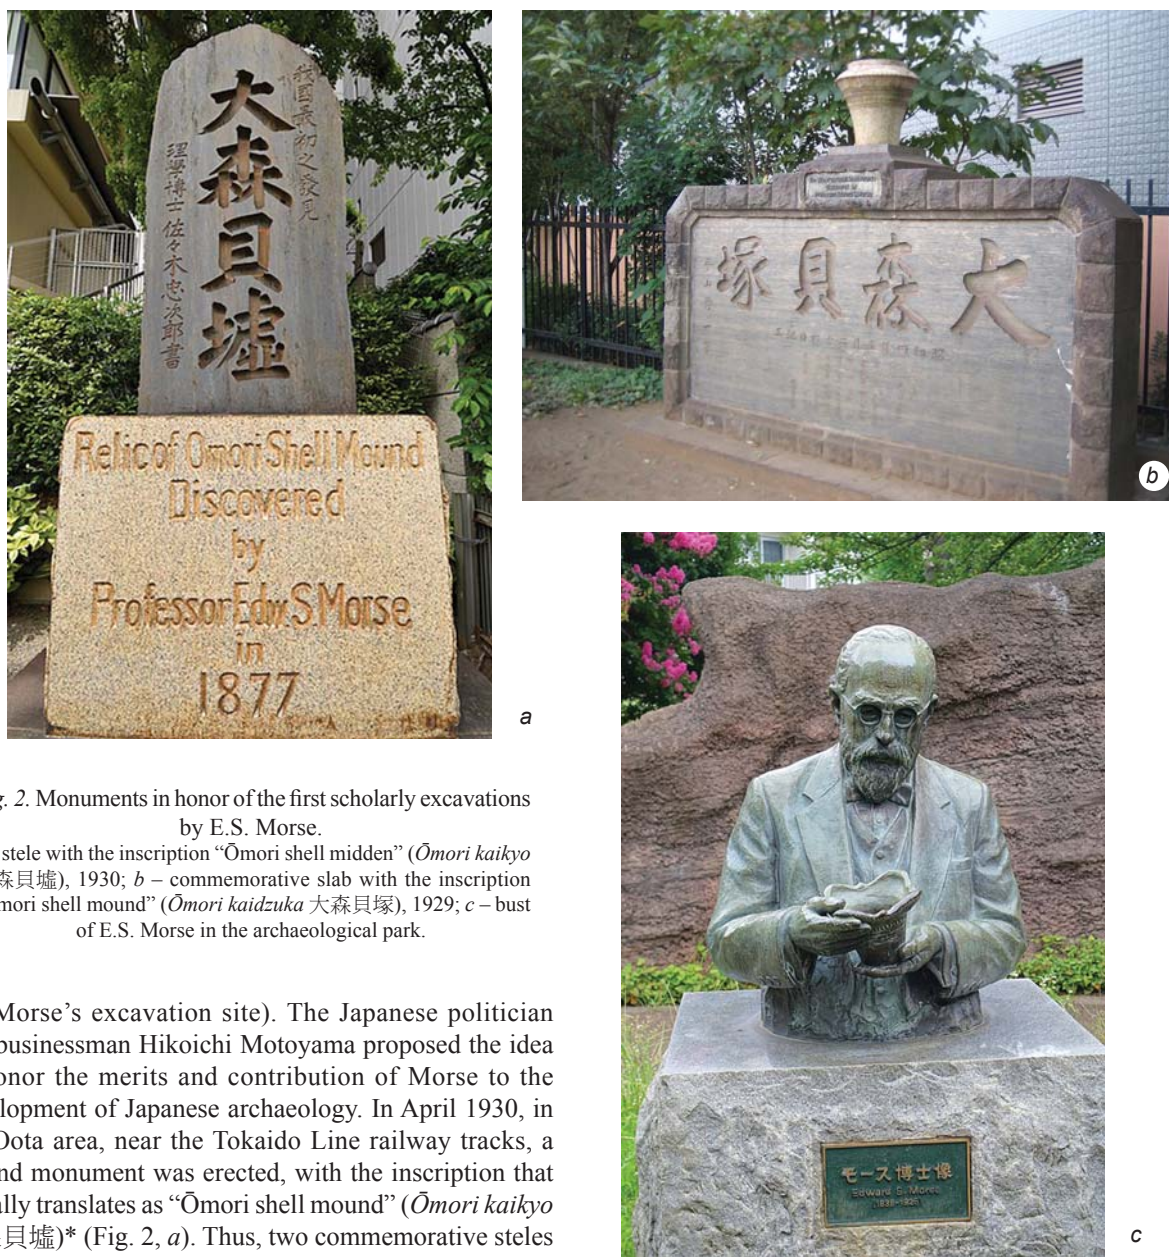 我國最初之發見
大森貝墟
理學博士 佐々木忠次郎書
Relic of Omori Shell Mound
Discovered
by
Professor Edw.S.Morse
in
1877
a
大森貝塚
b
g. 2. Monuments in honor of the first scholarly excavations
by E.S. Morse.
stele with the inscription “Ōmori shell midden” (Ōmori kaikyo
森貝墟), 1930; b – commemorative slab with the inscription
mori shell mound” (Ōmori kaidzuka 大森貝塚), 1929; c – bust
of E.S. Morse in the archaeological park.
Morse’s excavation site). The Japanese politician
businessman Hikoichi Motoyama proposed the idea
onor the merits and contribution of Morse to the
elopment of Japanese archaeology. In April 1930, in
Oota area, near the Tokaido Line railway tracks, a
nd monument was erected, with the inscription that
ally translates as “Ōmori shell mound” (Ōmori kaikyo
貝墟)* (Fig. 2, a). Thus, two commemorative steles
モース博士像
Edward S. Morse
c